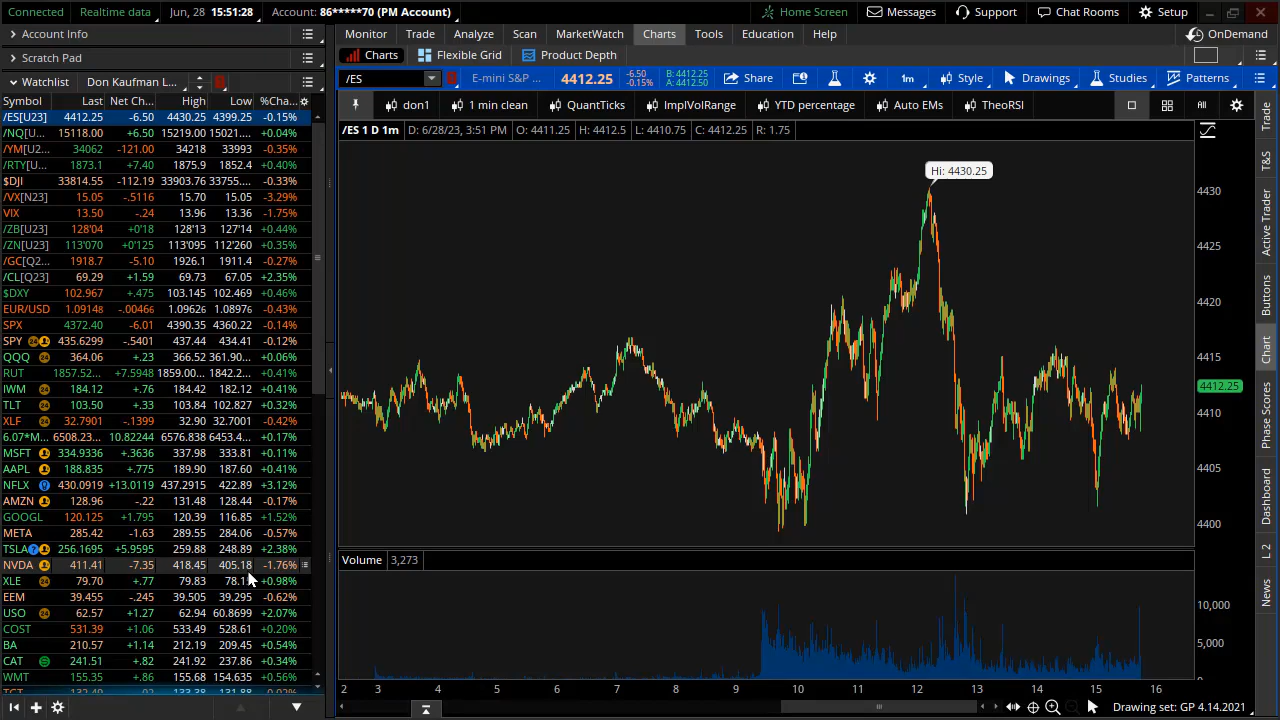 Connected Realtime data Jun, 28 15:51:28 Account: 86*****70 (PM Account) Home Screen Messages Support Chat Rooms Setup
Account Info Monitor Trade Analyze Scan MarketWatch Charts Tools Education Help OnDemand
Scratch Pad Charts Flexible Grid Product Depth
Watchlist Don Kaufman L... /ES E-mini S&P ... 4412.25 -6.50 -0.15% B: 4412.25 A: 4412.50 Share 1m Style Drawings Studies Patterns
don1 1 min clean QuantTicks ImplVolRange YTD percentage Auto EMs TheoRSI All
/ES 1 D 1m D: 6/28/23, 3:51 PM O: 4411.25 H: 4412.5 L: 4410.75 C: 4412.25 R: 1.75
Symbol Last Net Ch... High Low %Cha...
/ES[U23] 4412.25 -6.50 4430.25 4399.25 -0.15%
/NQ[U... 15118.00 +6.50 15219.00 15021.... +0.04%
/YM[U2... 34062 -121.00 34218 33993 -0.35%
/RTY[U... 1873.1 +7.40 1875.9 1852.4 +0.40%
$DJI 33814.55 -112.19 33903.76 33755.... -0.33%
/VX[N23] 15.05 -.5116 15.70 15.05 -3.29%
VIX 13.50 -.24 13.96 13.36 -1.75%
/ZB[U23] 128'04 +0'18 128'13 127'14 +0.44%
/ZN[U23] 113'070 +0'125 113'095 112'260 +0.35%
/GC[Q2... 1918.7 -5.10 1926.1 1911.4 -0.27%
/CL[Q23] 69.29 +1.59 69.73 67.05 +2.35%
$DXY 102.967 +.475 103.145 102.469 +0.46%
EUR/USD 1.09148 -.00466 1.09626 1.08976 -0.43%
SPX 4372.40 -6.01 4390.35 4360.22 -0.14%
SPY 435.6299 -.5401 437.44 434.41 -0.12%
QQQ 364.06 +.23 366.52 361.90... +0.06%
RUT 1857.52... +7.5948 1859.00... 1842.2... +0.41%
IWM 184.12 +.76 184.42 182.12 +0.41%
TLT 103.50 +.33 103.84 102.827 +0.32%
XLF 32.7901 -.1399 32.90 32.7001 -0.42%
6.07*M... 6508.23... 10.82244 6576.838 6453.4... +0.17%
MSFT 334.9336 +.3636 337.98 333.81 +0.11%
AAPL 188.835 +.775 189.90 187.60 +0.41%
NFLX 430.0919 +13.0119 437.2915 422.89 +3.12%
AMZN 128.96 -.22 131.48 128.44 -0.17%
GOOGL 120.125 +1.795 120.39 116.85 +1.52%
META 285.42 -1.63 289.55 284.06 -0.57%
TSLA 7 256.1695 +5.9595 259.88 248.89 +2.38%
NVDA 411.41 -7.35 418.45 405.18 -1.76%
XLE 79.70 +.77 79.83 +0.98%
EEM 39.455 -.245 39.505 39.295 -0.62%
USO 62.57 +1.27 62.94 60.8699 +2.07%
COST 531.39 +1.06 533.49 528.61 +0.20%
BA 210.57 +1.14 212.19 209.45 +0.54%
CAT 241.51 +.82 241.92 237.86 +0.34%
WMT 155.35 +.86 155.68 154.635 +0.56%
Hi: 4430.25
4430
4425
4420
4415
4412.25
4410
4405
4400
Volume 3,273
10,000
5,000
0
2 3 4 5 6 7 8 9 10 11 12 13 14 15 16
Drawing set: GP 4.14.2021
Trade
T&S
Active Trader
Buttons
Chart
Phase Scores
Dashboard
L 2
News